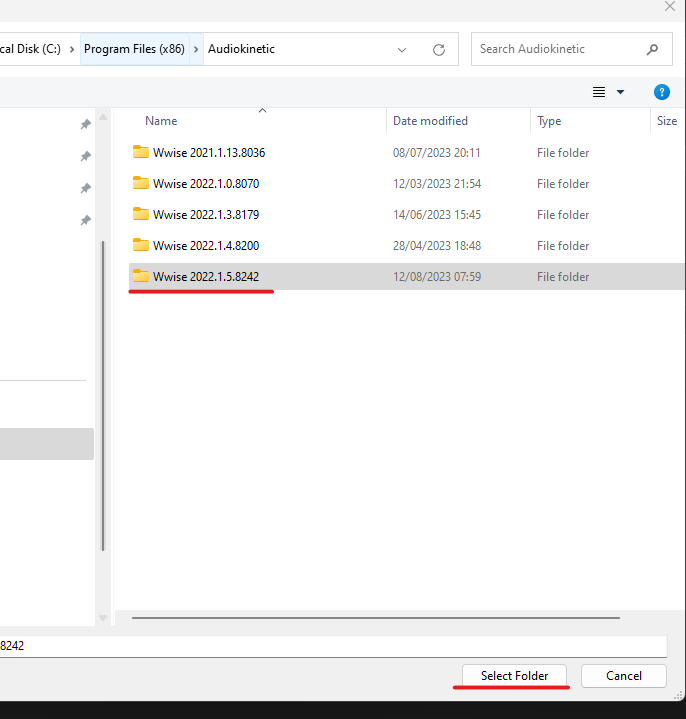 cal Disk (C:) > Program Files (x86) > Audiokinetic
Search Audiokinetic
?
Name Date modified Type Size
Wwise 2021.1.13.8036 08/07/2023 20:11 File folder
Wwise 2022.1.0.8070 12/03/2023 21:54 File folder
Wwise 2022.1.3.8179 14/06/2023 15:45 File folder
Wwise 2022.1.4.8200 28/04/2023 18:48 File folder
Wwise 2022.1.5.8242 12/08/2023 07:59 File folder
8242
Select Folder Cancel